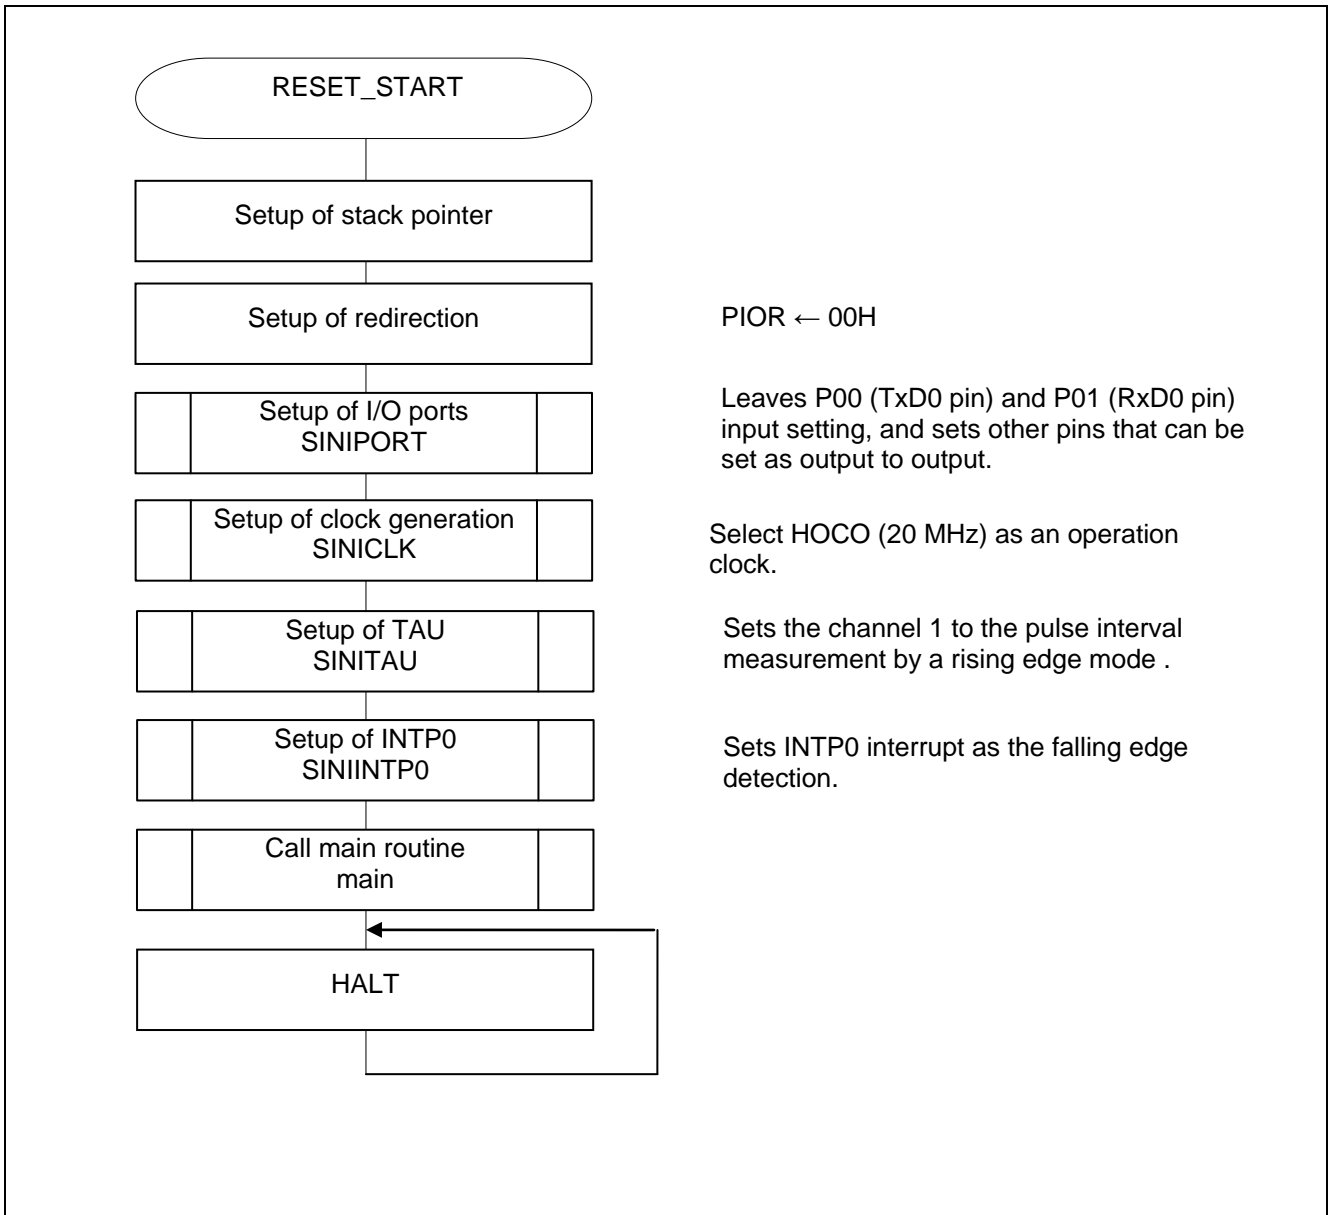 RESET_START
Setup of stack pointer
Setup of redirection
PIOR ← 00H
Setup of I/O ports
SINIPORT
Leaves P00 (TxD0 pin) and P01 (RxD0 pin)
input setting, and sets other pins that can be
set as output to output.
Setup of clock generation
SINICLK
Select HOCO (20 MHz) as an operation
clock.
Setup of TAU
SINITAU
Sets the channel 1 to the pulse interval
measurement by a rising edge mode .
Setup of INTP0
SINIINTP0
Sets INTP0 interrupt as the falling edge
detection.
Call main routine
main
HALT